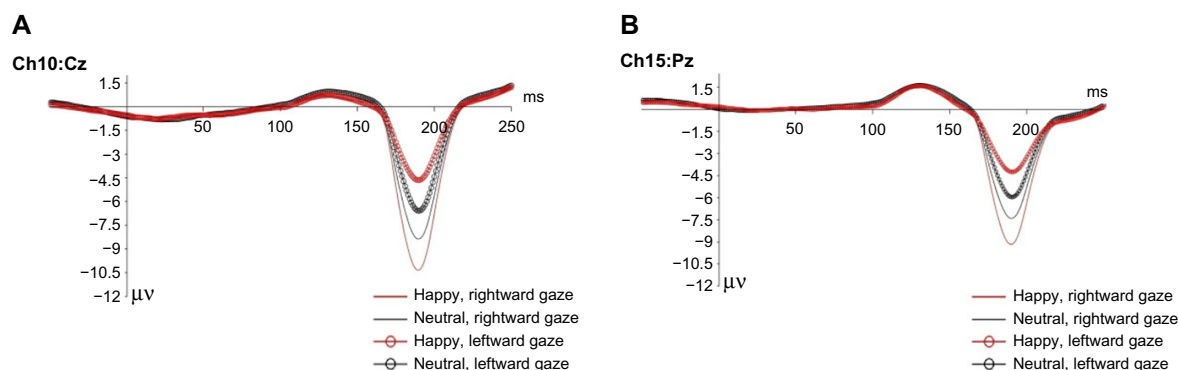 A
Ch10:Cz
1.5
ms
50
100
150
200
250
−1.5
−3
−4.5
−6
−7.5
−9
−10.5
−12
μν
Happy, rightward gaze
Neutral, rightward gaze
Happy, leftward gaze
Neutral, leftward gaze
B
Ch15:Pz
1.5
ms
50
100
150
200
−1.5
−3
−4.5
−6
−7.5
−9
−10.5
−12
μν
Happy, rightward gaze
Neutral, rightward gaze
Happy, leftward gaze
Neutral, leftward gaze